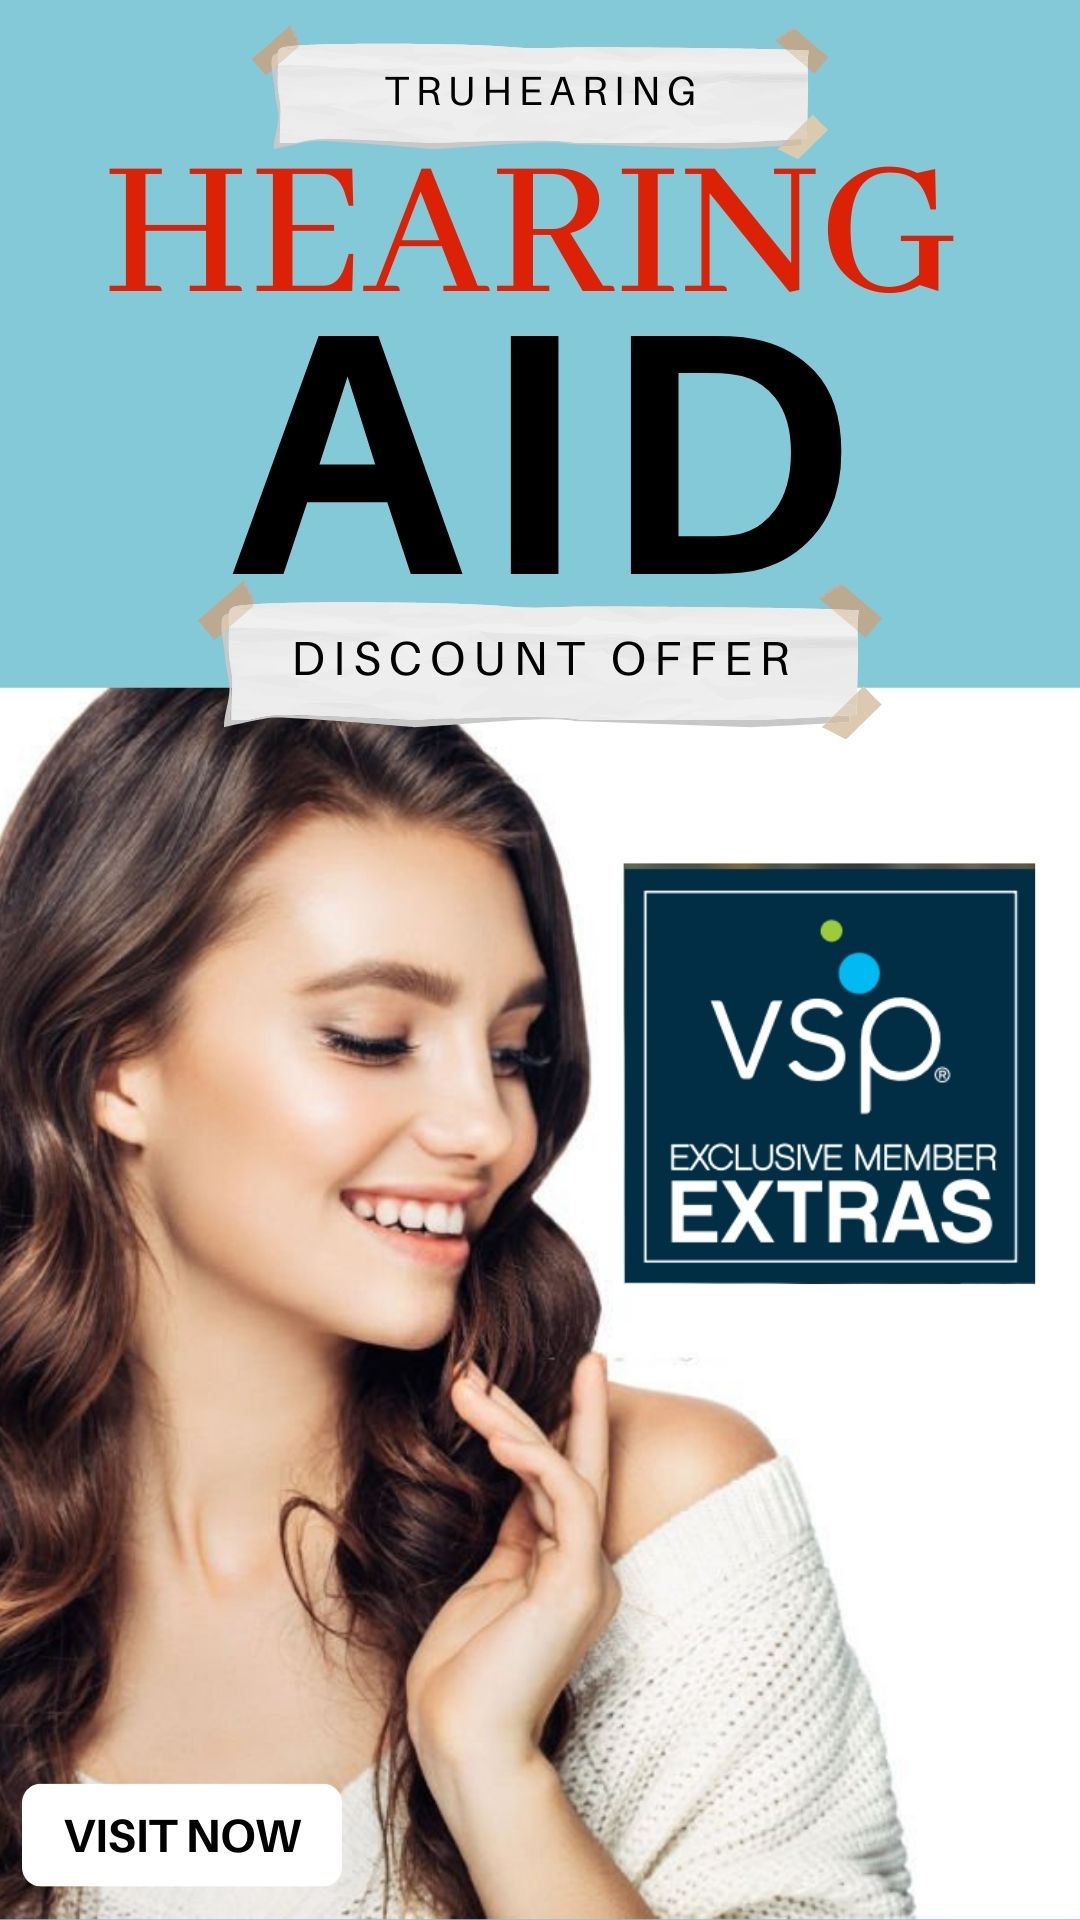 TRUHEARING
HEARING
AID
DISCOUNT OFFER
vsp®
EXCLUSIVE MEMBER
EXTRAS
VISIT NOW